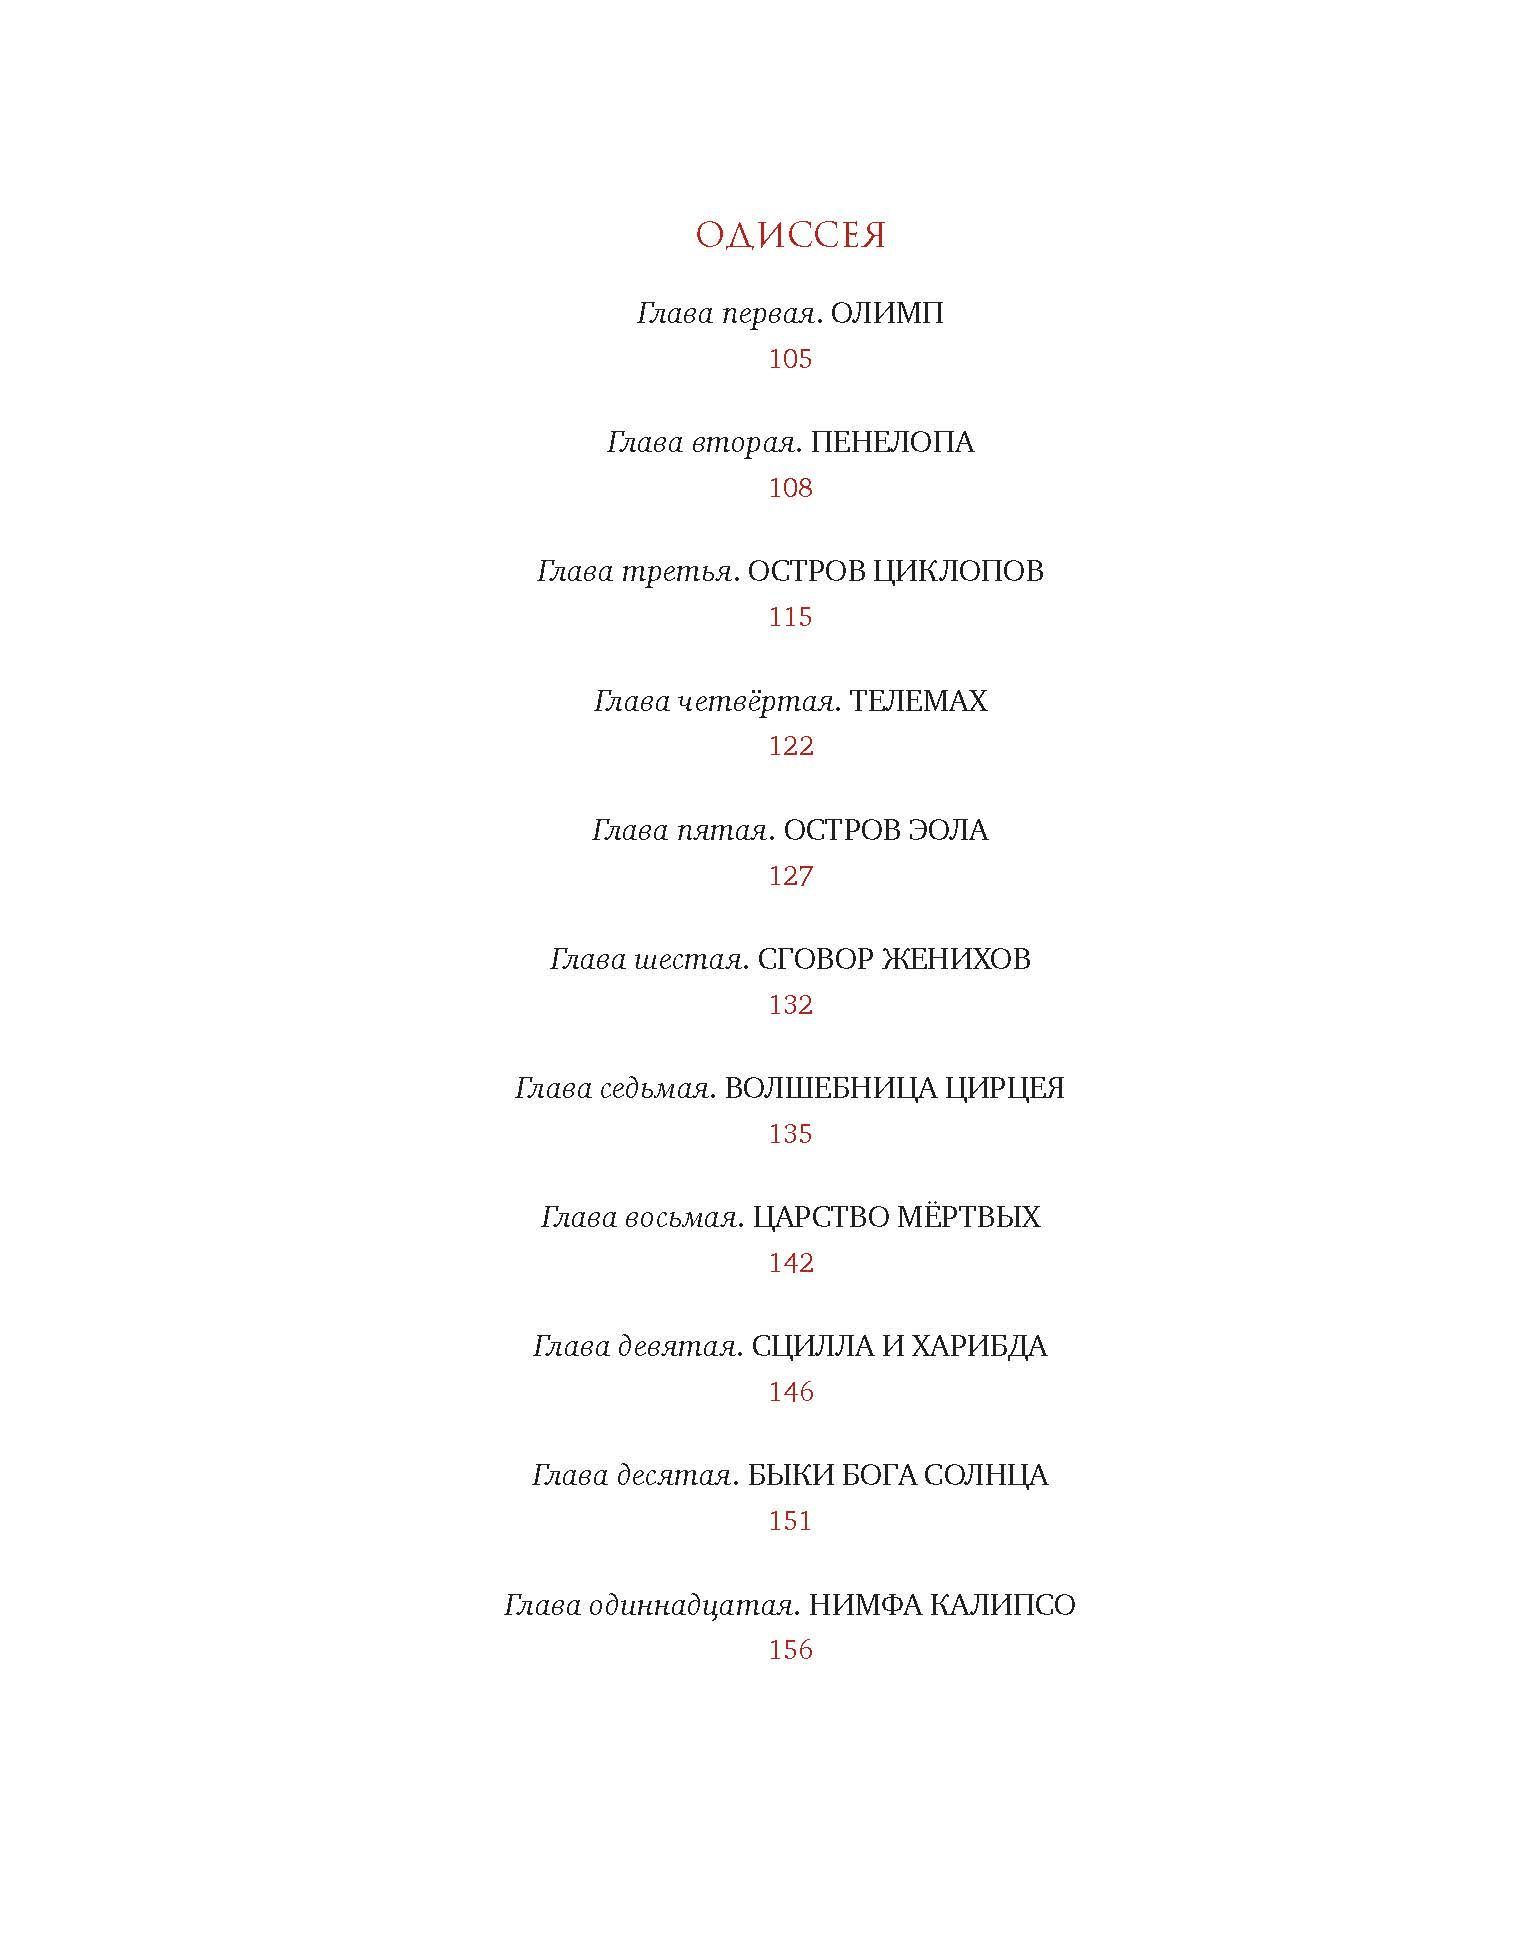 ОДИССЕЯ
Глава первая. ОЛИМП
105
Глава вторая. ПЕНЕЛОПА
108
Глава третья. ОСТРОВ ЦИКЛОПОВ
115
Глава четвёртая. ТЕЛЕМАХ
122
Глава пятая. ОСТРОВ ЭОЛА
127
Глава шестая. СГОВОР ЖЕНИХОВ
132
Глава седьмая. ВОЛШЕБНИЦА ЦИРЦЕЯ
135
Глава восьмая. ЦАРСТВО МЁРТВЫХ
142
Глава девятая. СЦИЛЛА И ХАРИБДА
146
Глава десятая. БЫКИ БОГА СОЛНЦА
151
Глава одиннадцатая. НИМФА КАЛИПСО
156